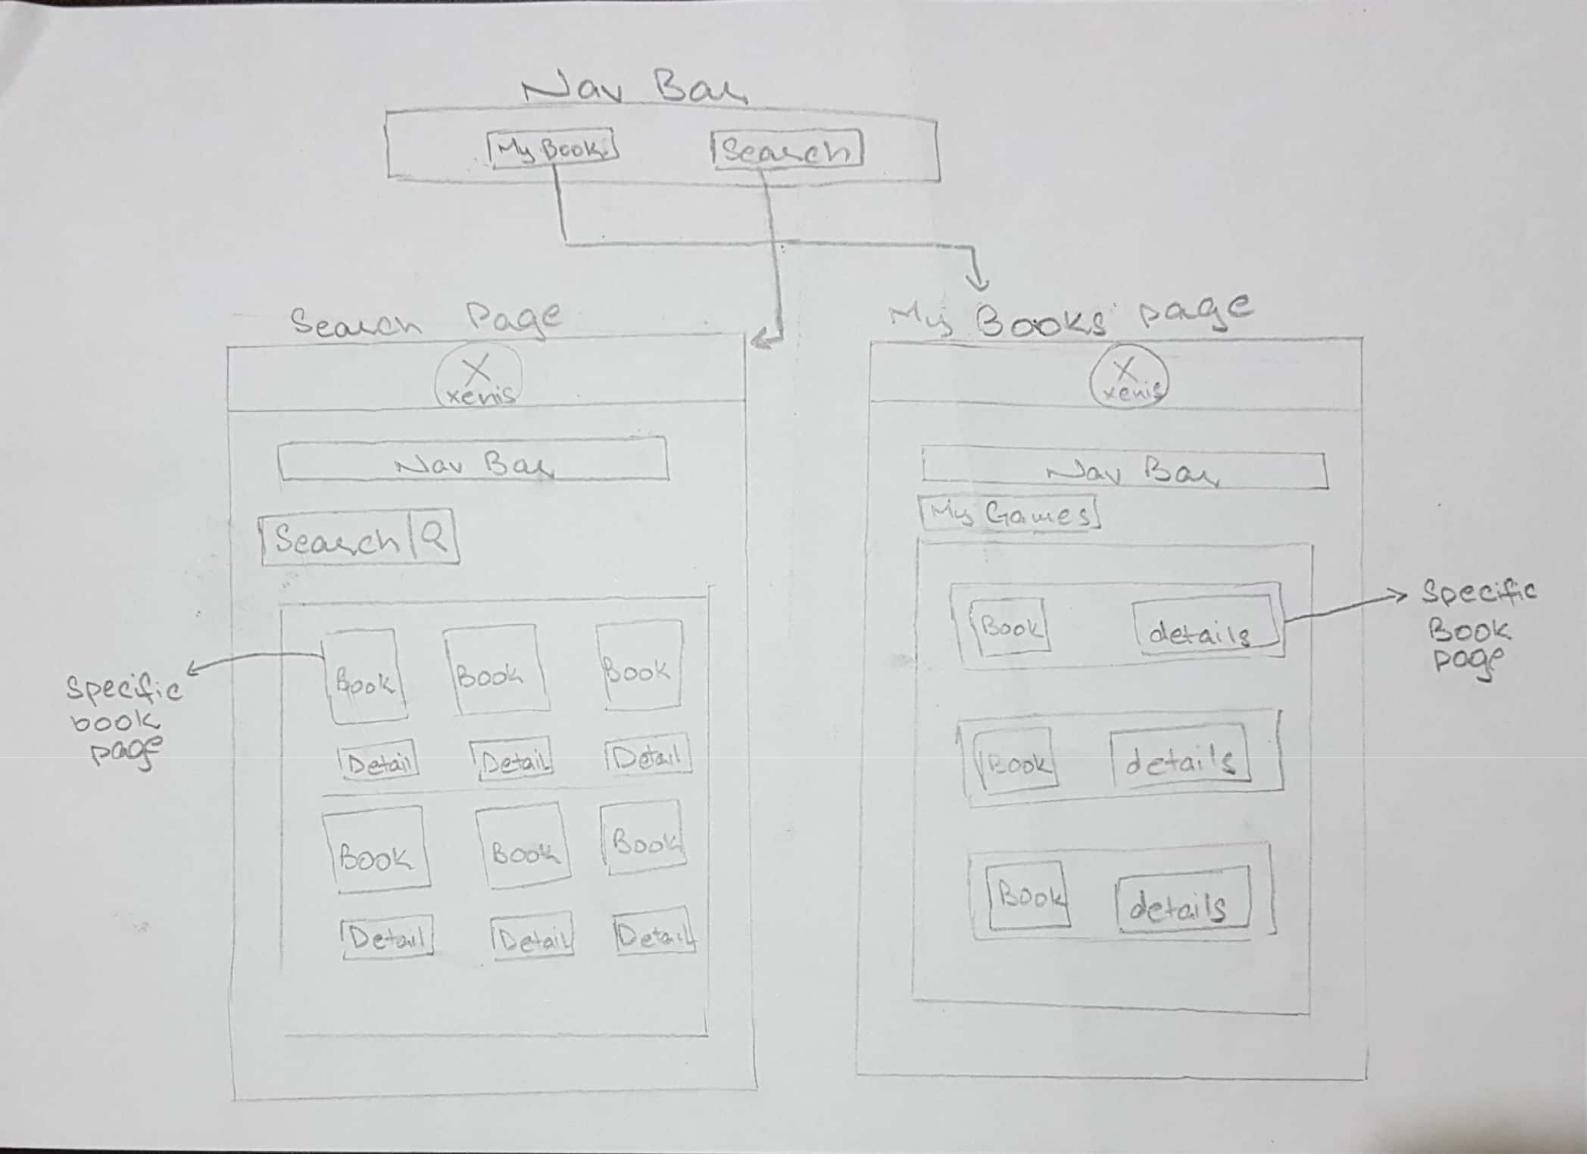 Nav Bar
My Book
Search
Search Page
My Books page
X
xenis
X
xenis
Nav Bar
Nav Bar
My Games
Search
Book
Book
Book
Book
details
Specific
Book
page
Specific
book
page
Detail
Detail
Detail
Book
details
Book
Book
Book
Book
details
Detail
Detail
Detail